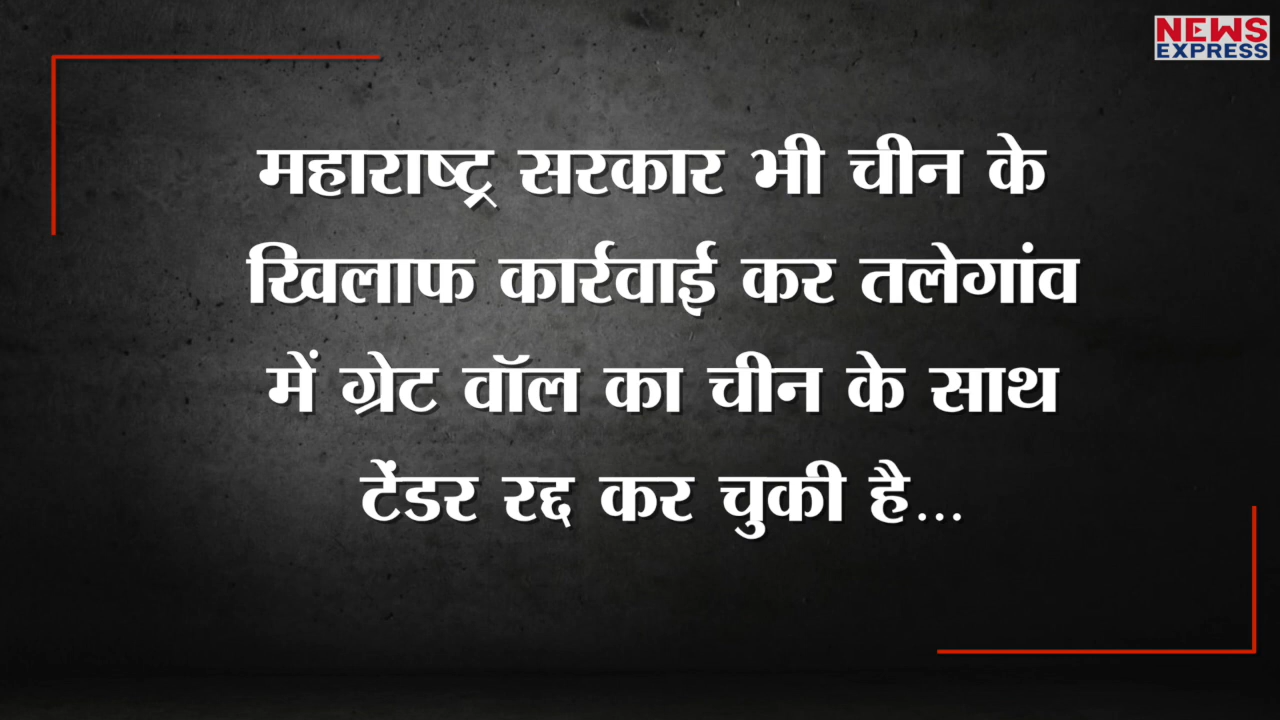 NEWS
EXPRESS
महाराष्ट्र सरकार भी चीन के
खिलाफ कार्रवाई कर तलेगांव
में ग्रेट वॉल का चीन के साथ
टेंडर रद्द कर चुकी है...